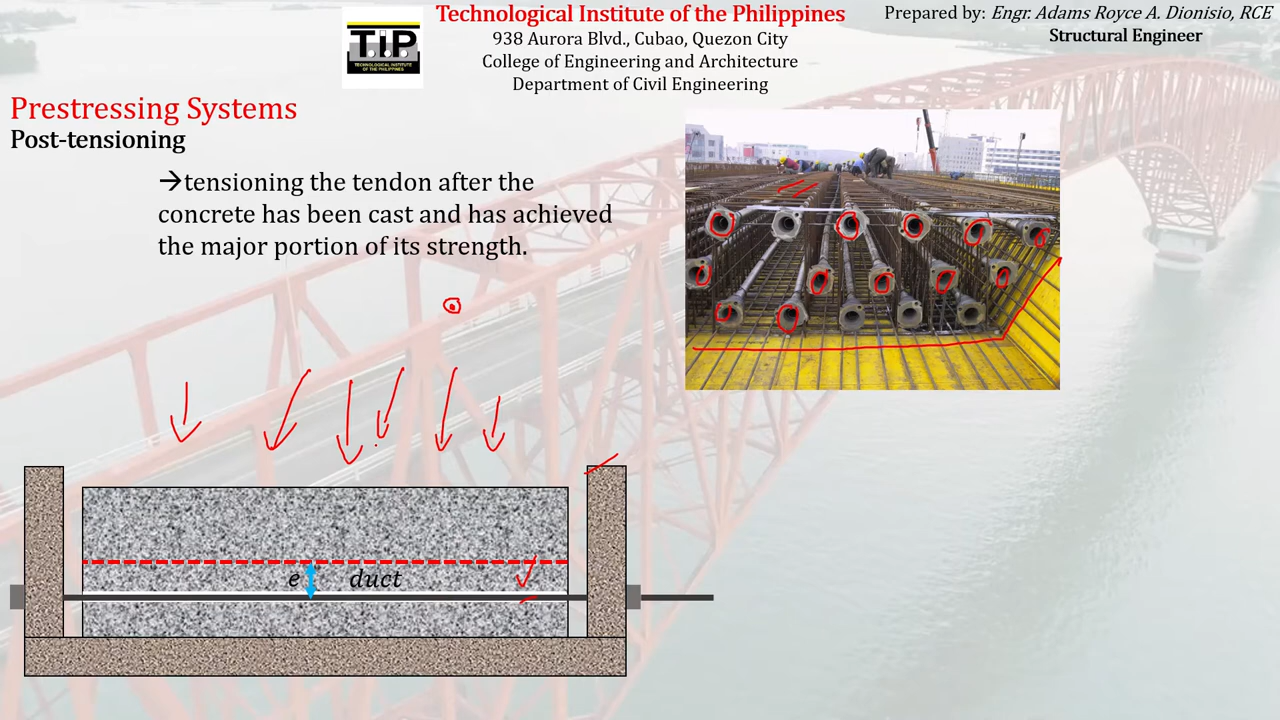 Technological Institute of the Philippines
938 Aurora Blvd., Cubao, Quezon City
College of Engineering and Architecture
Department of Civil Engineering
Prepared by: Engr. Adams Royce A. Dionisio, RCE
Structural Engineer
TiP
TECHNOLOGICAL INSTITUTE
OF THE PHILIPPINES
Prestressing Systems
Post-tensioning
→tensioning the tendon after the
concrete has been cast and has achieved
the major portion of its strength.
e duct